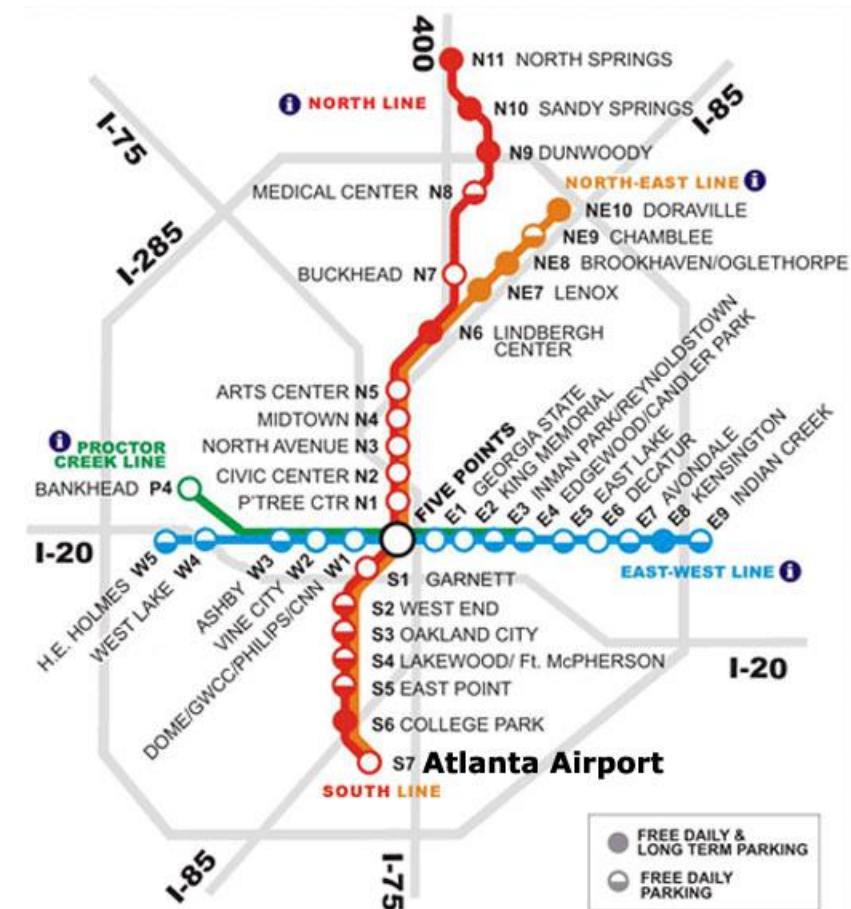 400
N11 NORTH SPRINGS
i NORTH LINE
N10 SANDY SPRINGS
I-85
I-75
N9 DUNWOODY
NORTH-EAST LINE i
MEDICAL CENTER N8
NE10 DORAVILLE
NE9 CHAMBLEE
I-285
NE8 BROOKHAVEN/OGLETHORPE
BUCKHEAD N7
NE7 LENOX
N6 LINDBERGH
CENTER
ARTS CENTER N5
MIDTOWN N4
NORTH AVENUE N3
CIVIC CENTER N2
P'TREE CTR N1
i PROCTOR
CREEK LINE
BANKHEAD P4
FIVE POINTS
E1 GEORGIA STATE
E2 KING MEMORIAL
E3 INMAN PARK/REYNOLDSTOWN
E4 EDGEWOOD/CANDLER PARK
E5 EAST LAKE
E6 DECATUR
E7 AVONDALE
E8 KENSINGTON
E9 INDIAN CREEK
I-20
EAST-WEST LINE i
H.E. HOLMES W5
WEST LAKE W4
ASHBY W3
VINE CITY W2
DOME/GWCC/PHILIPS/CNN W1
S1 GARNETT
S2 WEST END
S3 OAKLAND CITY
S4 LAKEWOOD/ Ft. McPHERSON
I-20
S5 EAST POINT
S6 COLLEGE PARK
S7 Atlanta Airport
SOUTH LINE
I-85
I-75
FREE DAILY &
LONG TERM PARKING
FREE DAILY
PARKING